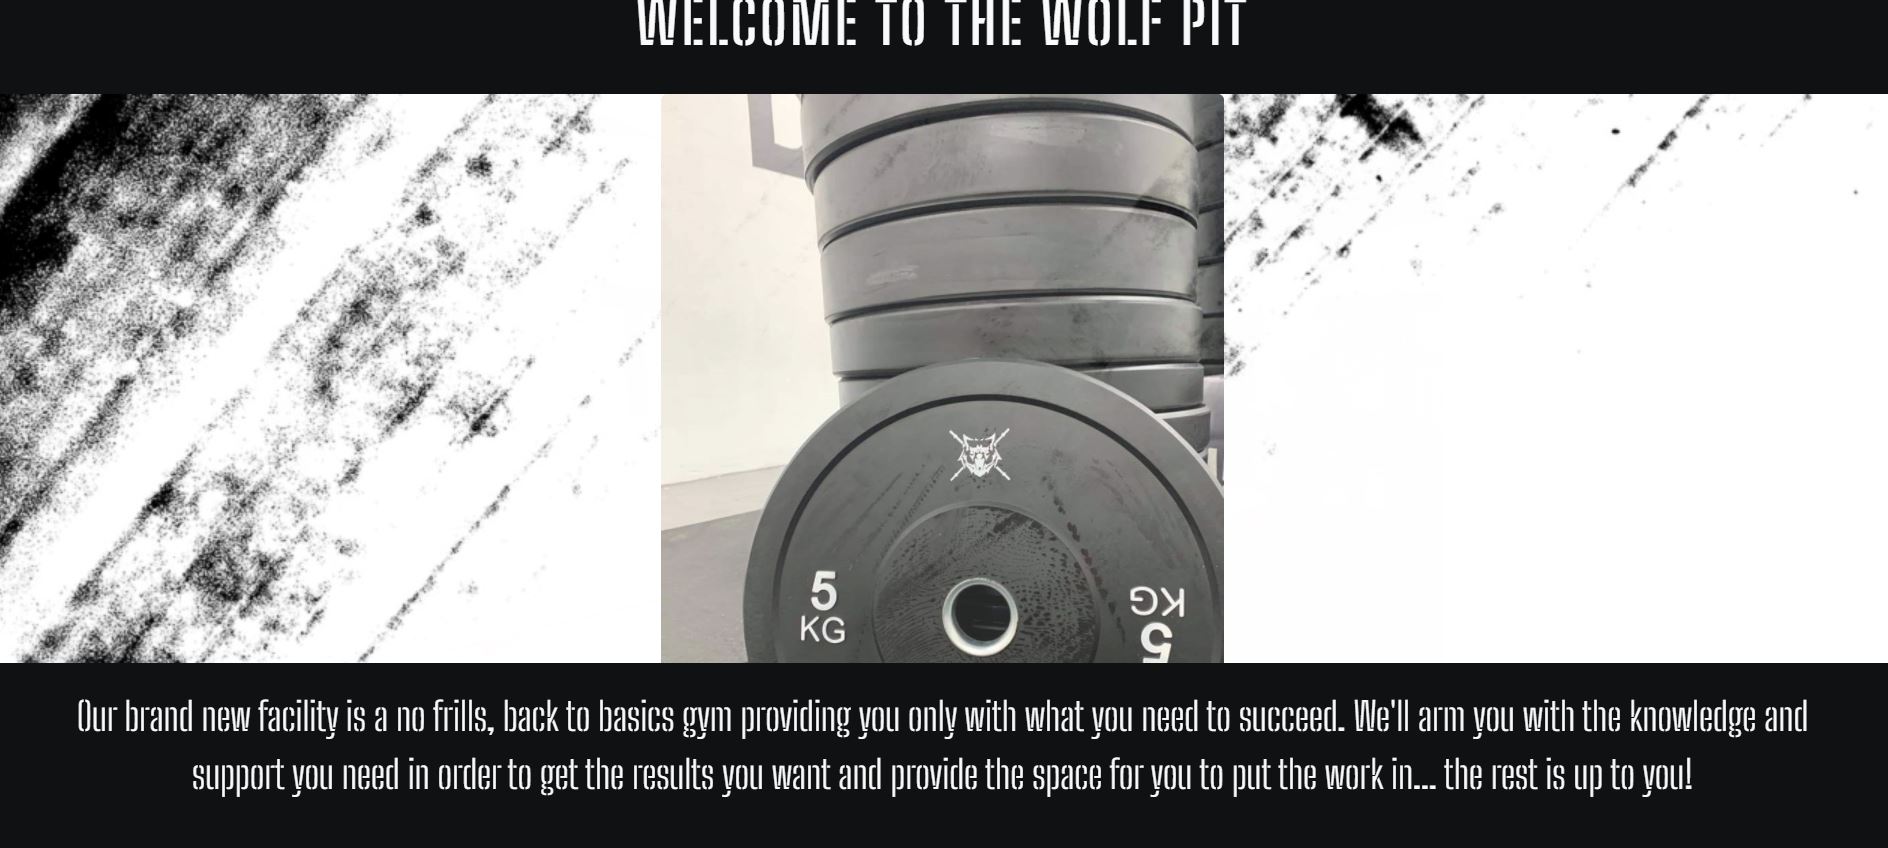 WELCOME TO THE WOLF PIT
5
KG
KG
5
Our brand new facility is a no frills, back to basics gym providing you only with what you need to succeed. We'll arm you with the knowledge and
support you need in order to get the results you want and provide the space for you to put the work in... the rest is up to you!